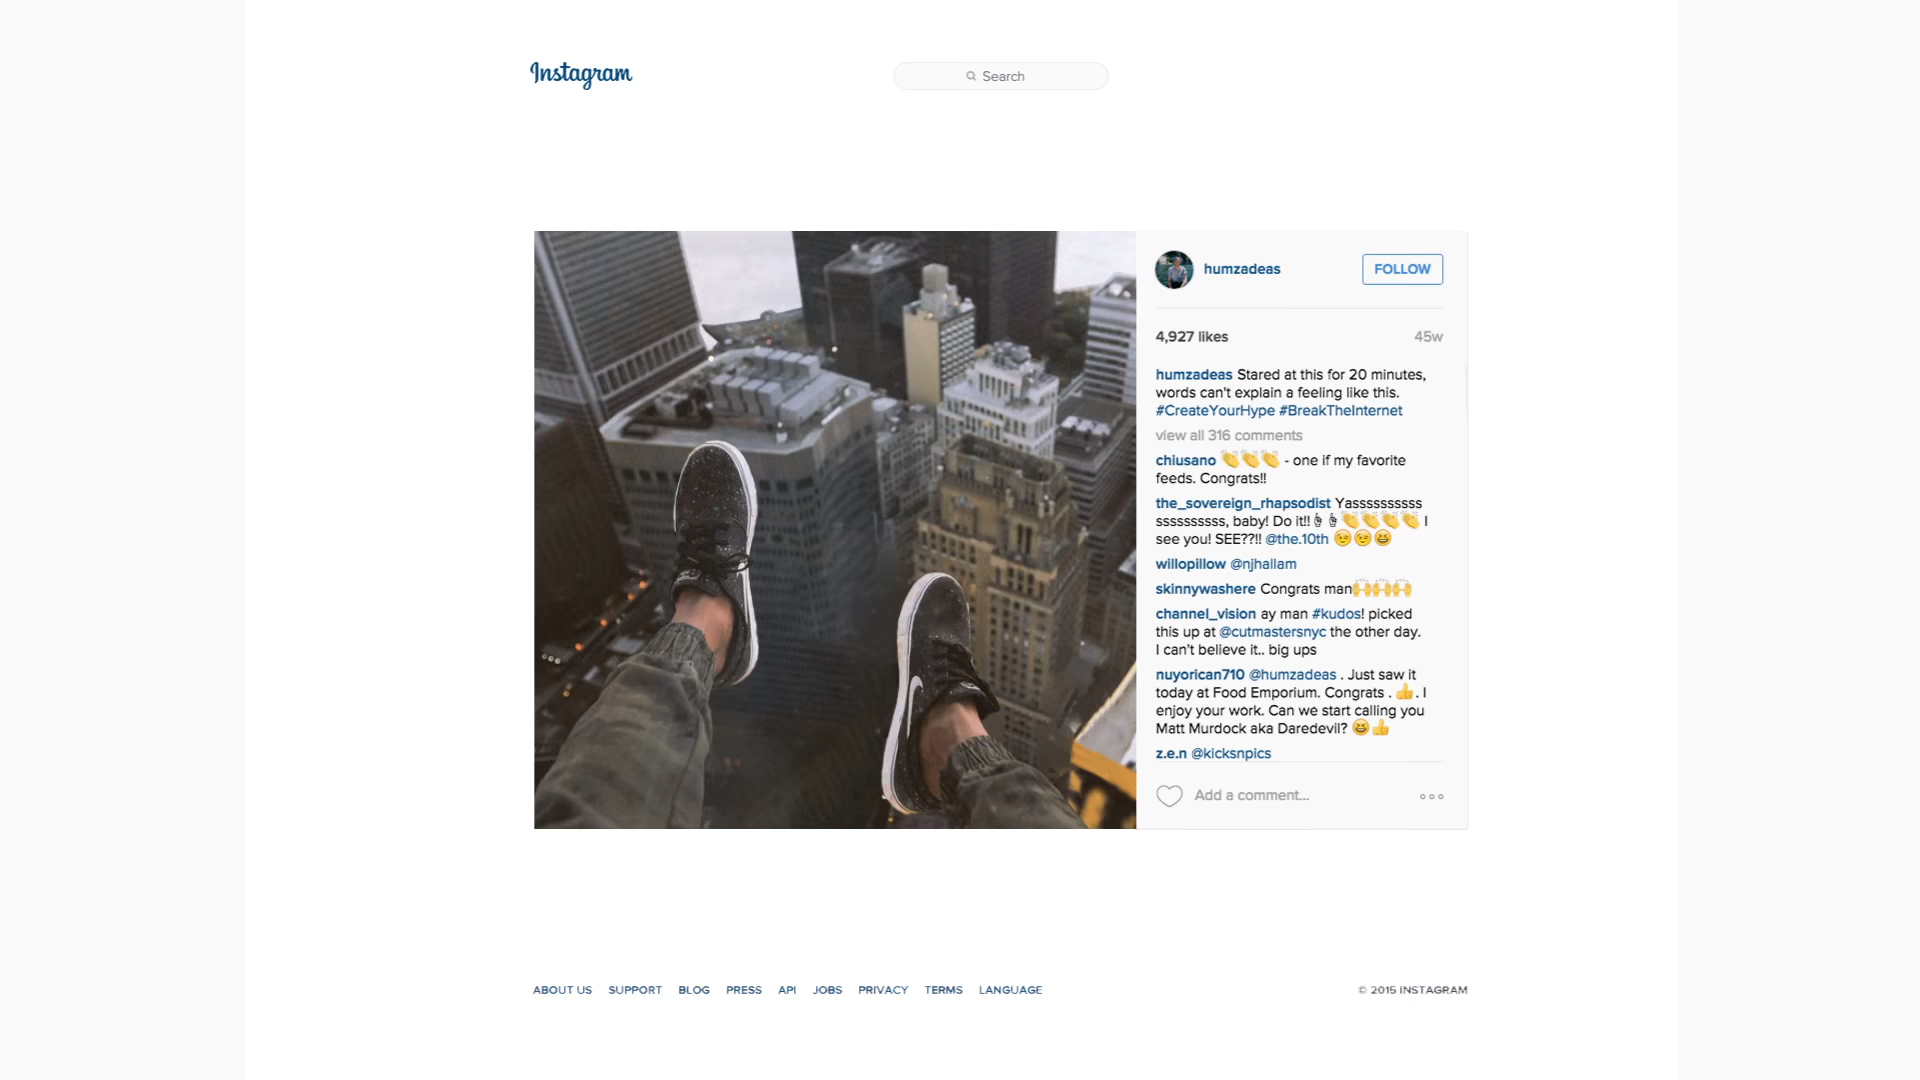 Instagram
Search
humzadeas
FOLLOW
4,927 likes
45w
humzadeas Stared at this for 20 minutes,
words can't explain a feeling like this.
#CreateYourHype #BreakTheInternet
view all 316 comments
chiusano 👏👏👏 - one if my favorite
feeds. Congrats!!
the_sovereign_rhapsodist Yassssssssss
ssssssssss, baby! Do it!!☝☝👏👏👏👏 I
see you! SEE??!! @the.10th 😉😉😆
willopillow @njhallam
skinnywashere Congrats man🙌🙌🙌
channel_vision ay man #kudos! picked
this up at @cutmastersnyc the other day.
I can't believe it.. big ups
nuyorican710 @humzadeas . Just saw it
today at Food Emporium. Congrats . 👍. I
enjoy your work. Can we start calling you
Matt Murdock aka Daredevil? 😆👍
z.e.n @kicksnpics
Add a comment...
ABOUT US SUPPORT BLOG PRESS API JOBS PRIVACY TERMS LANGUAGE
© 2015 INSTAGRAM